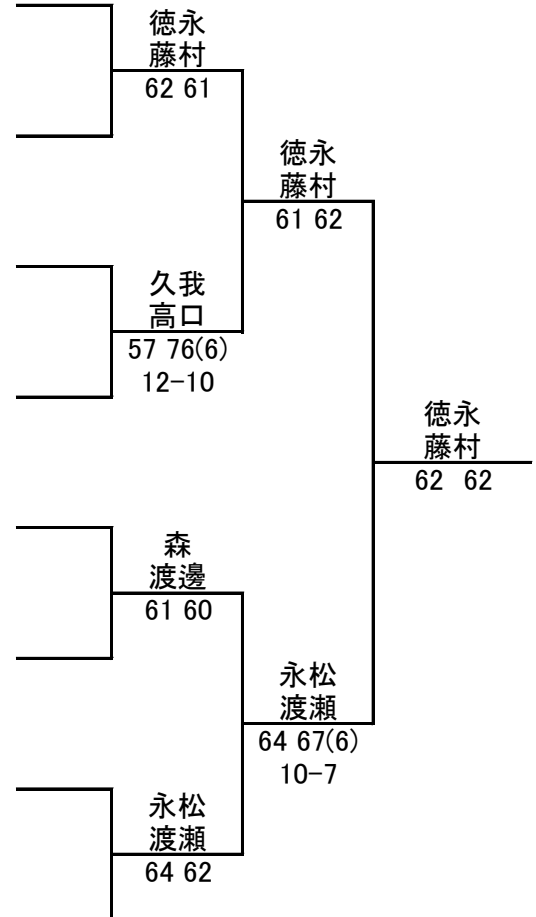 徳永
藤村
62 61
徳永
藤村
61 62
久我
高口
57 76(6)
12-10
徳永
藤村
62 62
森
渡邊
61 60
永松
渡瀬
64 67(6)
10-7
永松
渡瀬
64 62